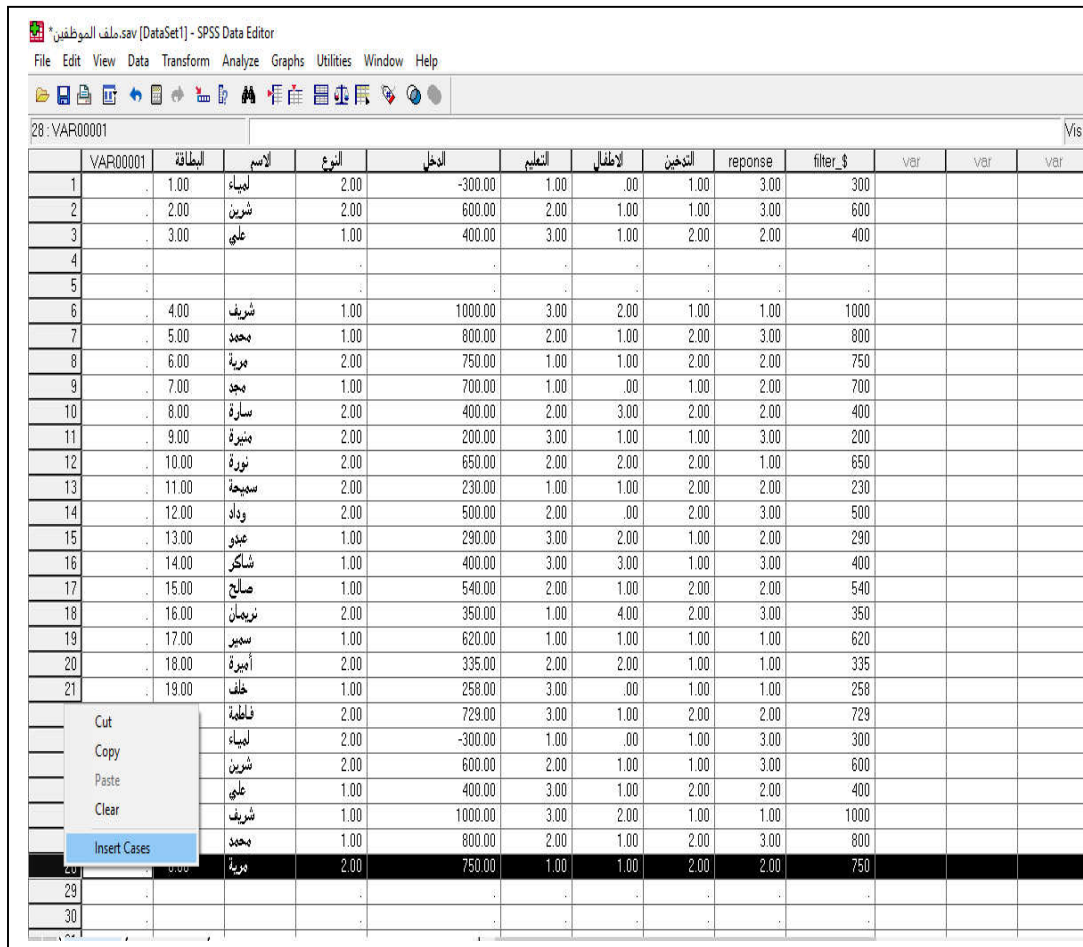 *ملف الموظفين.sav [DataSet1] - SPSS Data Editor
File Edit View Data Transform Analyze Graphs Utilities Window Help
28 : VAR00001 Vis
VAR00001 البطاقة الاسم النوع الدخل التعليم الاطفال التدخين reponse filter_$ var var var
1 . 1.00 لمياء 2.00 -300.00 1.00 .00 1.00 3.00 300
2 . 2.00 شرين 2.00 600.00 2.00 1.00 1.00 3.00 600
3 . 3.00 علي 1.00 400.00 3.00 1.00 2.00 2.00 400
4 . . . . . . . .
5 . . . . . . . .
6 . 4.00 شريف 1.00 1000.00 3.00 2.00 1.00 1.00 1000
7 . 5.00 محمد 1.00 800.00 2.00 1.00 2.00 3.00 800
8 . 6.00 مرية 2.00 750.00 1.00 1.00 2.00 2.00 750
9 . 7.00 مجد 1.00 700.00 1.00 .00 1.00 2.00 700
10 . 8.00 سارة 2.00 400.00 2.00 3.00 2.00 2.00 400
11 . 9.00 منيرة 2.00 200.00 3.00 1.00 1.00 3.00 200
12 . 10.00 نورة 2.00 650.00 2.00 2.00 2.00 1.00 650
13 . 11.00 سميحة 2.00 230.00 1.00 1.00 2.00 2.00 230
14 . 12.00 وداد 2.00 500.00 2.00 .00 2.00 3.00 500
15 . 13.00 عبدو 1.00 290.00 3.00 2.00 1.00 2.00 290
16 . 14.00 شاكر 1.00 400.00 3.00 3.00 1.00 3.00 400
17 . 15.00 صالح 1.00 540.00 2.00 1.00 2.00 2.00 540
18 . 16.00 نريمان 2.00 350.00 1.00 4.00 2.00 3.00 350
19 . 17.00 سمير 1.00 620.00 1.00 1.00 1.00 1.00 620
20 . 18.00 أميرة 2.00 335.00 2.00 2.00 1.00 1.00 335
21 . 19.00 خلف 1.00 258.00 3.00 .00 1.00 1.00 258
Cut فاطمة 2.00 729.00 3.00 1.00 2.00 2.00 729
لمياء 2.00 -300.00 1.00 .00 1.00 3.00 300
Copy شرين 2.00 600.00 2.00 1.00 1.00 3.00 600
Paste علي 1.00 400.00 3.00 1.00 2.00 2.00 400
Clear شريف 1.00 1000.00 3.00 2.00 1.00 1.00 1000
Insert Cases محمد 1.00 800.00 2.00 1.00 2.00 3.00 800
28 . 6.00 مرية 2.00 750.00 1.00 1.00 2.00 2.00 750
29 . . . . . . . .
30 . . . . . . . .